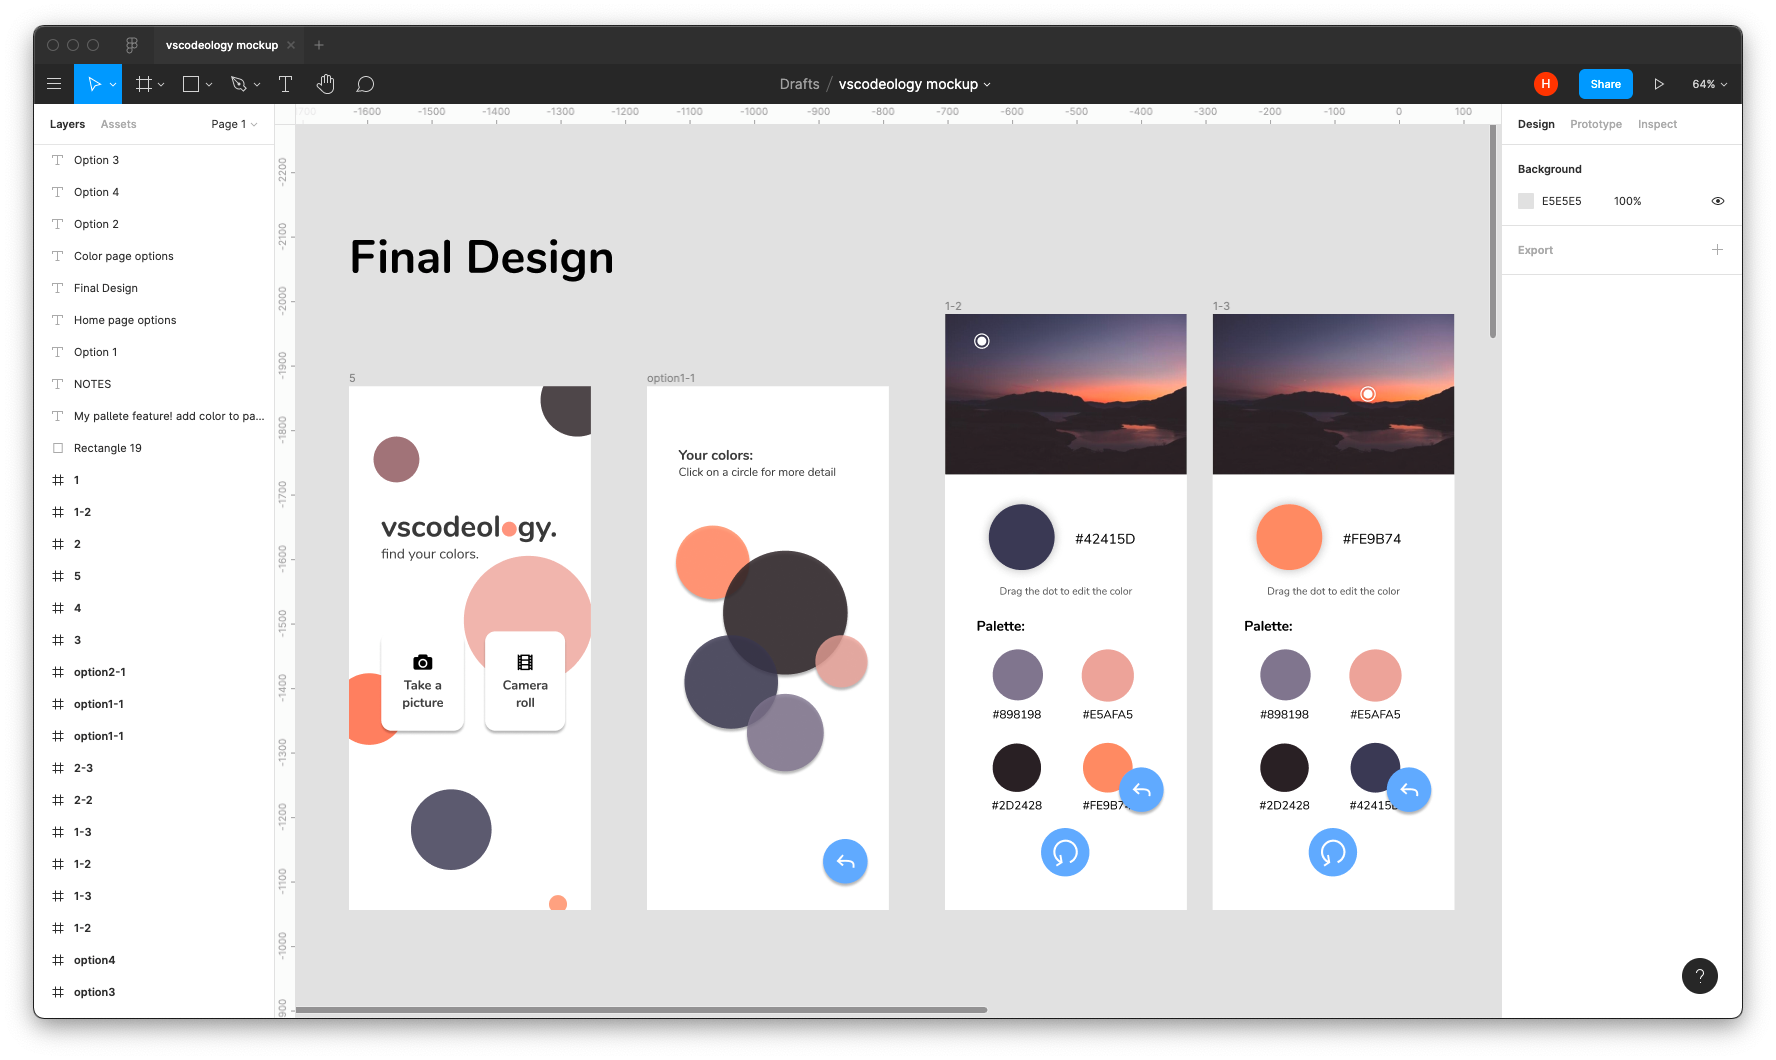 vscodeology mockup
Drafts / vscodeology mockup
H
Share
64%
Layers
Assets
Page 1
-1600
-1500
-1400
-1300
-1200
-1100
-1000
-900
-800
-700
-600
-500
-400
-300
-200
-100
0
100
Design
Prototype
Inspect
Option 3
Option 4
Option 2
Color page options
Final Design
Home page options
Option 1
NOTES
My pallete feature! add color to pa...
Rectangle 19
1
1-2
2
5
4
3
option2-1
option1-1
option1-1
2-3
2-2
1-3
1-2
1-3
1-2
option4
option3
-2200
-2100
-2000
-1900
-1800
-1700
-1600
-1500
-1400
-1300
-1200
-1100
-1000
Final Design
5
vscodeology.
find your colors.
Take a
picture
Camera
roll
option1-1
Your colors:
Click on a circle for more detail
1-2
#42415D
Drag the dot to edit the color
Palette:
#898198
#E5AFA5
#2D2428
#FE9B74
1-3
#FE9B74
Drag the dot to edit the color
Palette:
#898198
#E5AFA5
#2D2428
Background
E5E5E5
100%
Export
?